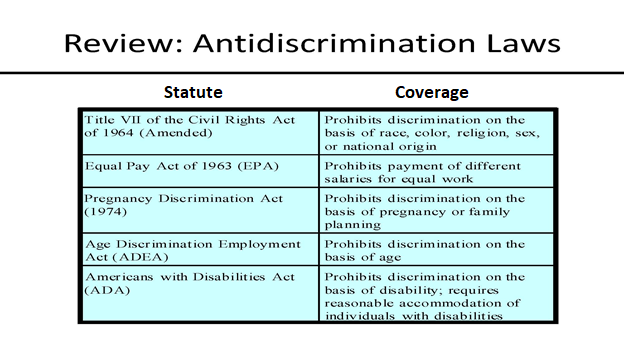 Review: Antidiscrimination Laws
Statute
Coverage
Title VII of the Civil Rights Act
of 1964 (Amended)
Prohibits discrimination on the
basis of race, color, religion, sex,
or national origin
Equal Pay Act of 1963 (EPA)
Prohibits payment of different
salaries for equal work
Pregnancy Discrimination Act
(1974)
Prohibits discrimination on the
basis of pregnancy or family
planning
Age Discrimination Employment
Act (ADEA)
Prohibits discrimination on the
basis of age
Americans with Disabilities Act
(ADA)
Prohibits discrimination on the
basis of disability; requires
reasonable accommodation of
individuals with disabilities